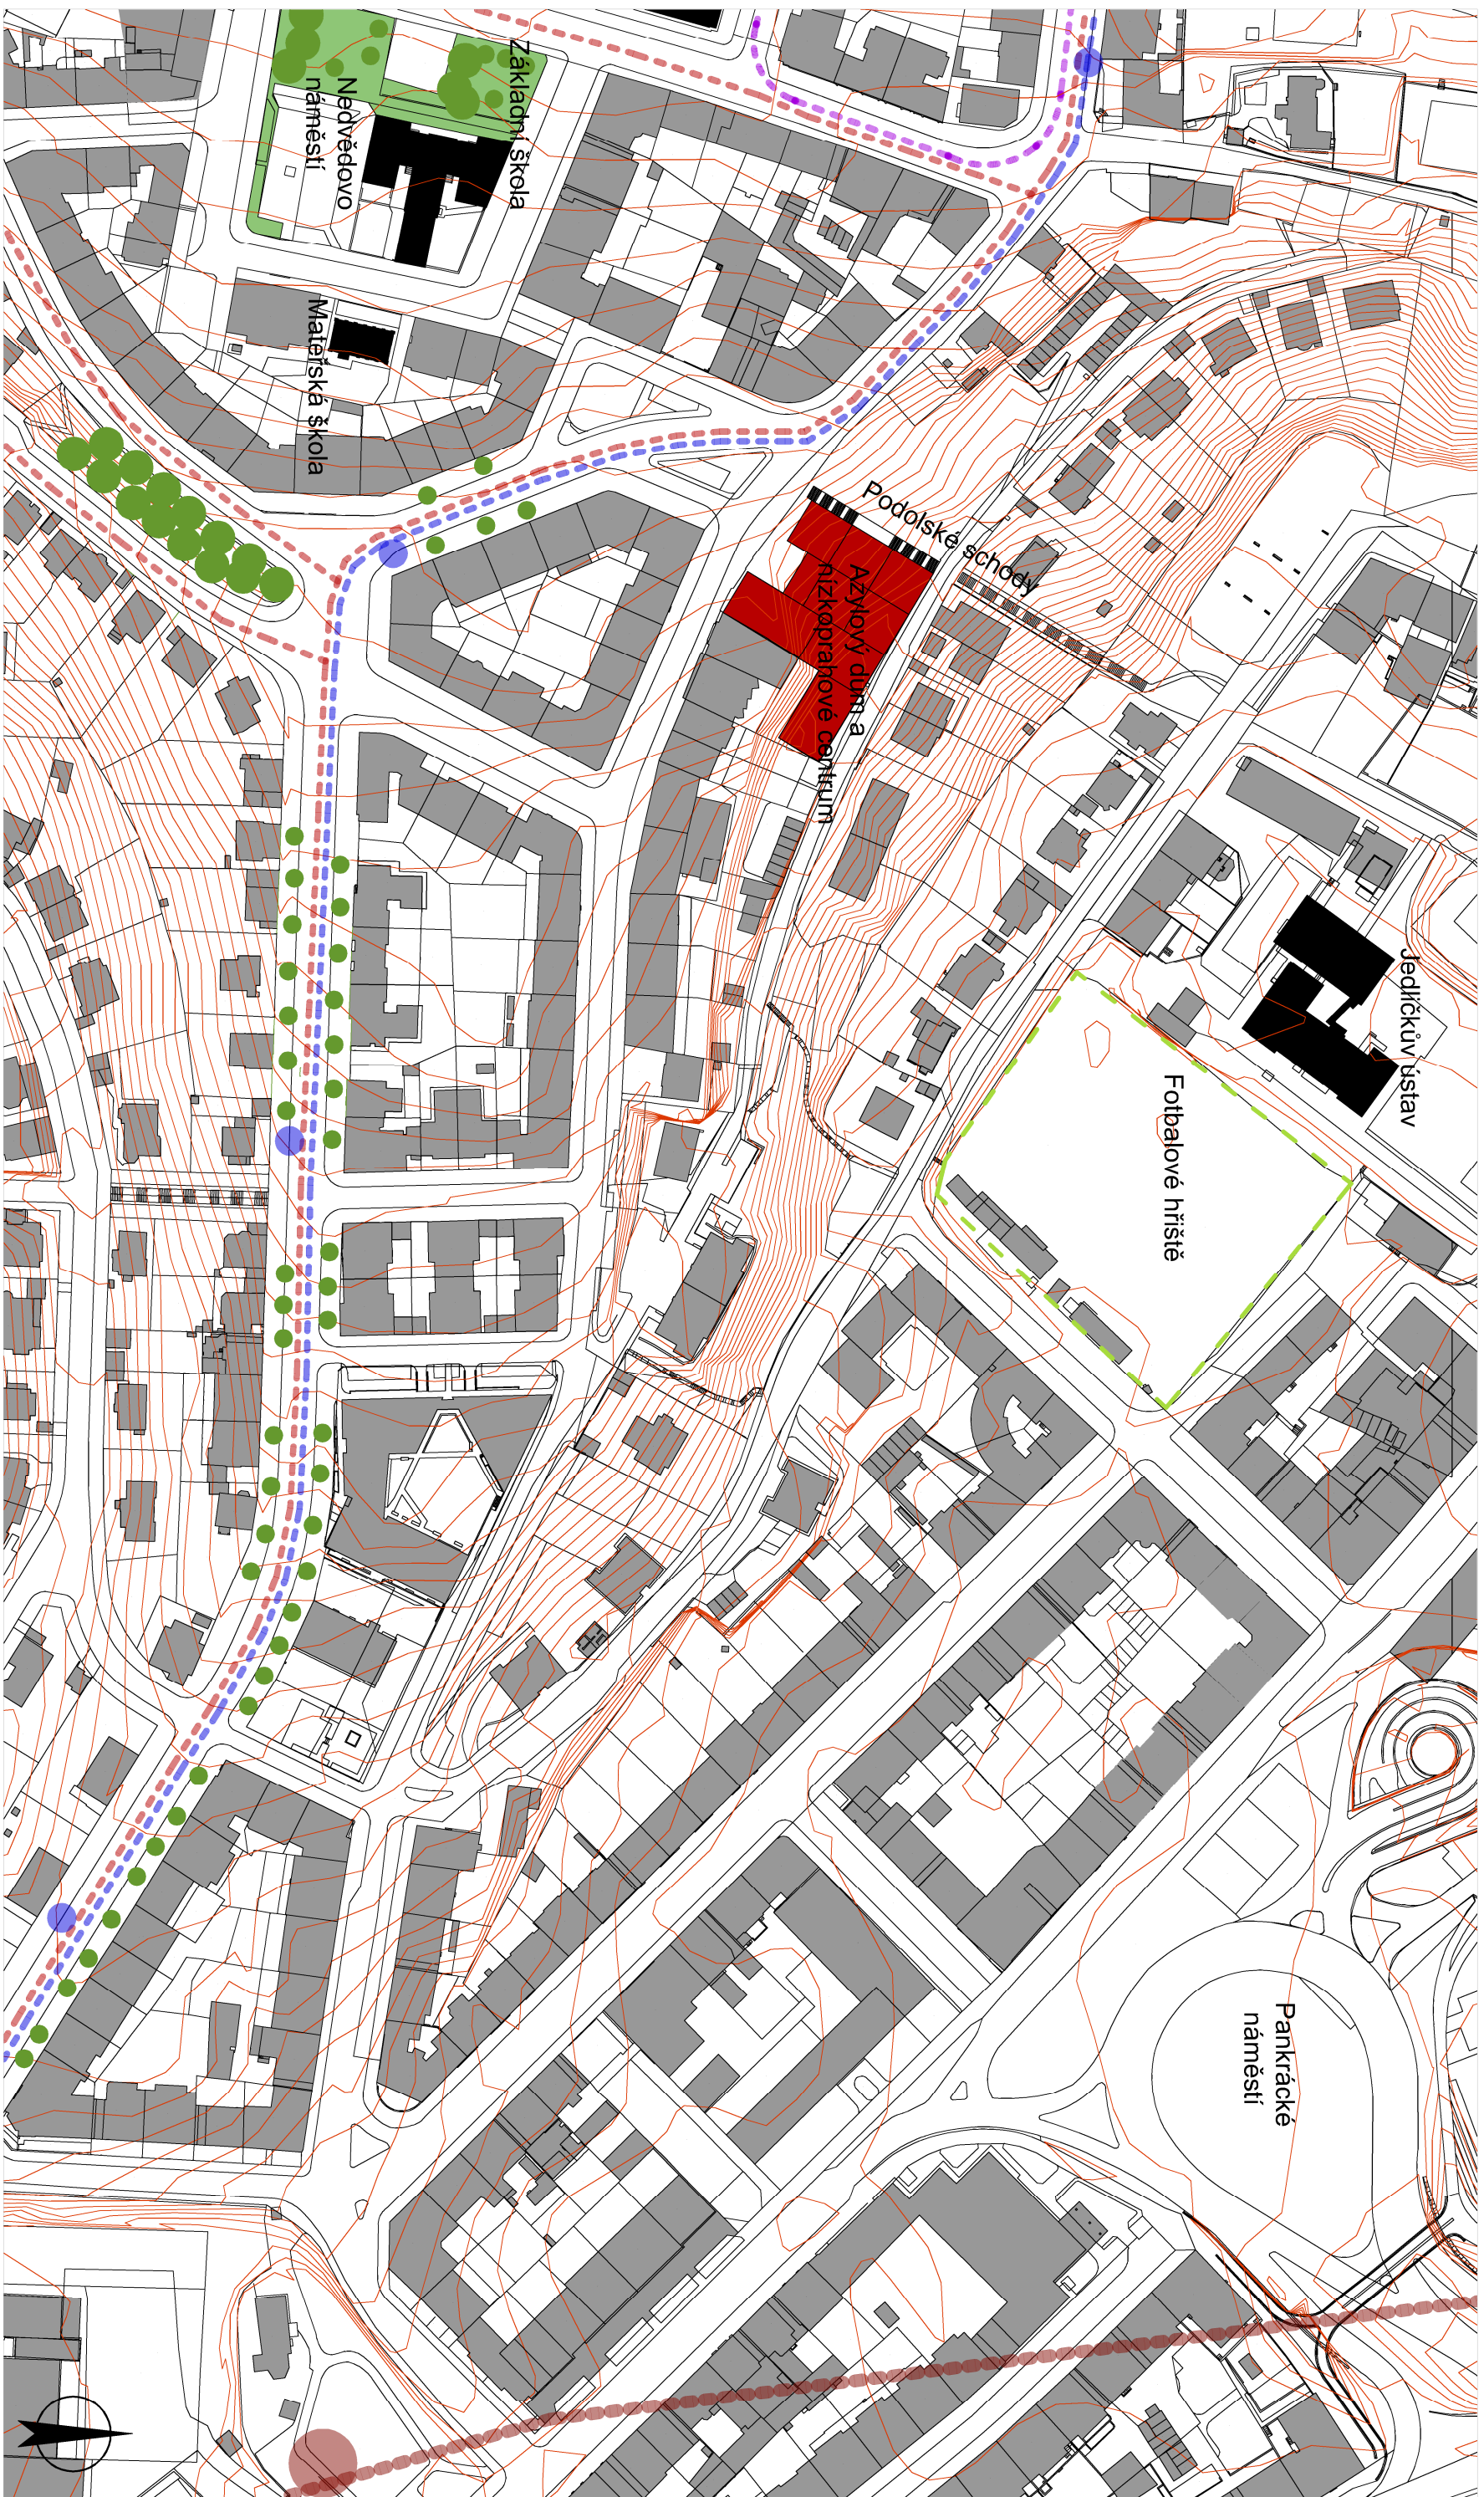 Základní škola
Nedvědovo
náměstí
Mateřská škola
Podolské schody
Azylový dům a
nízkoprahové centrum
Jedličkův ústav
Fotbalové hřiště
Pankrácké
náměstí